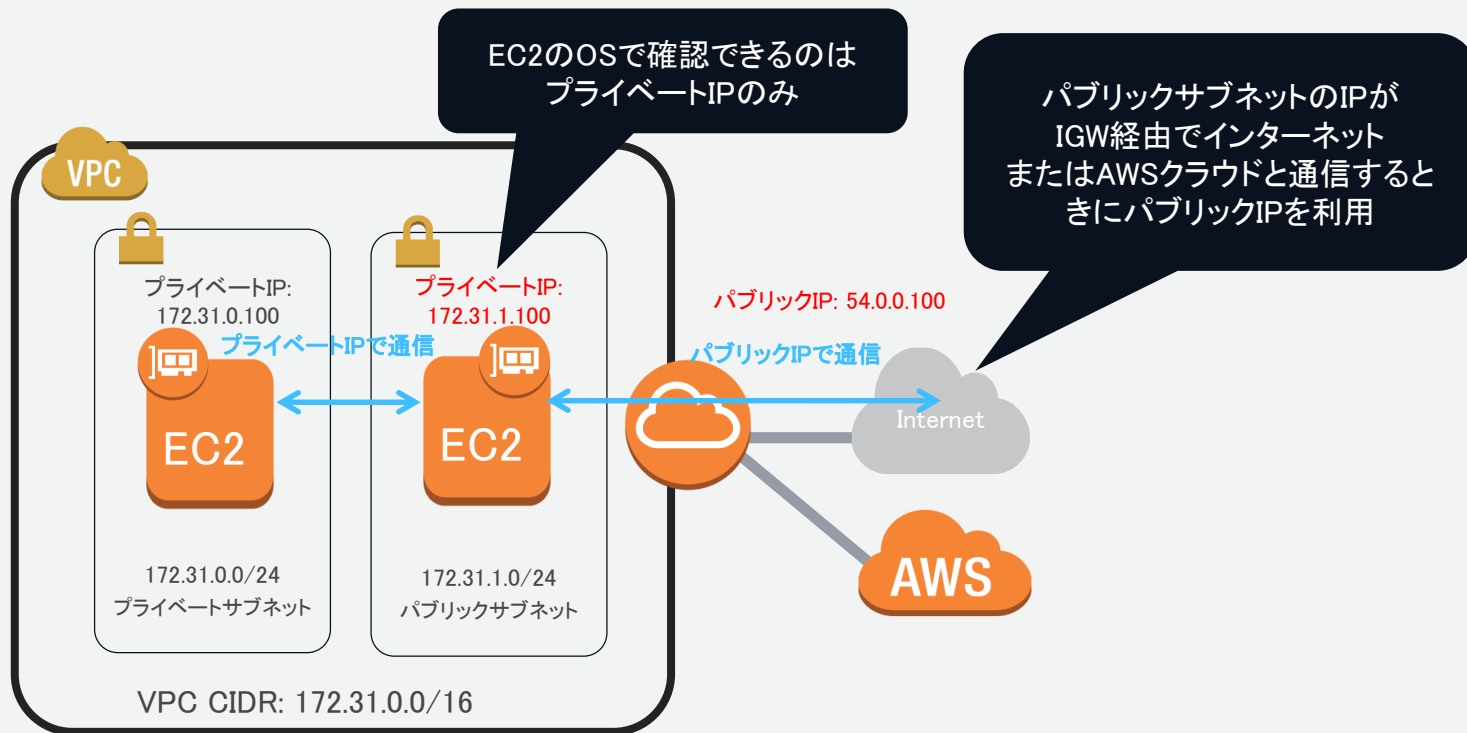 EC2のOSで確認できるのは
プライベートIPのみ
パブリックサブネットのIPが
IGW経由でインターネット
またはAWSクラウドと通信すると
きにパブリックIPを利用
VPC
プライベートIP:
172.31.0.100
プライベートIP:
172.31.1.100
パブリックIP: 54.0.0.100
プライベートIPで通信
パブリックIPで通信
EC2
EC2
Internet
AWS
172.31.0.0/24
プライベートサブネット
172.31.1.0/24
パブリックサブネット
VPC CIDR: 172.31.0.0/16